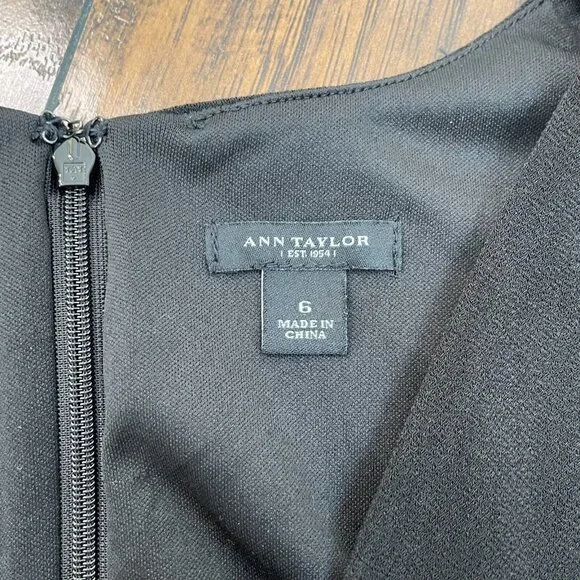 ANN TAYLOR
| EST. 1954 |
6
MADE IN
CHINA